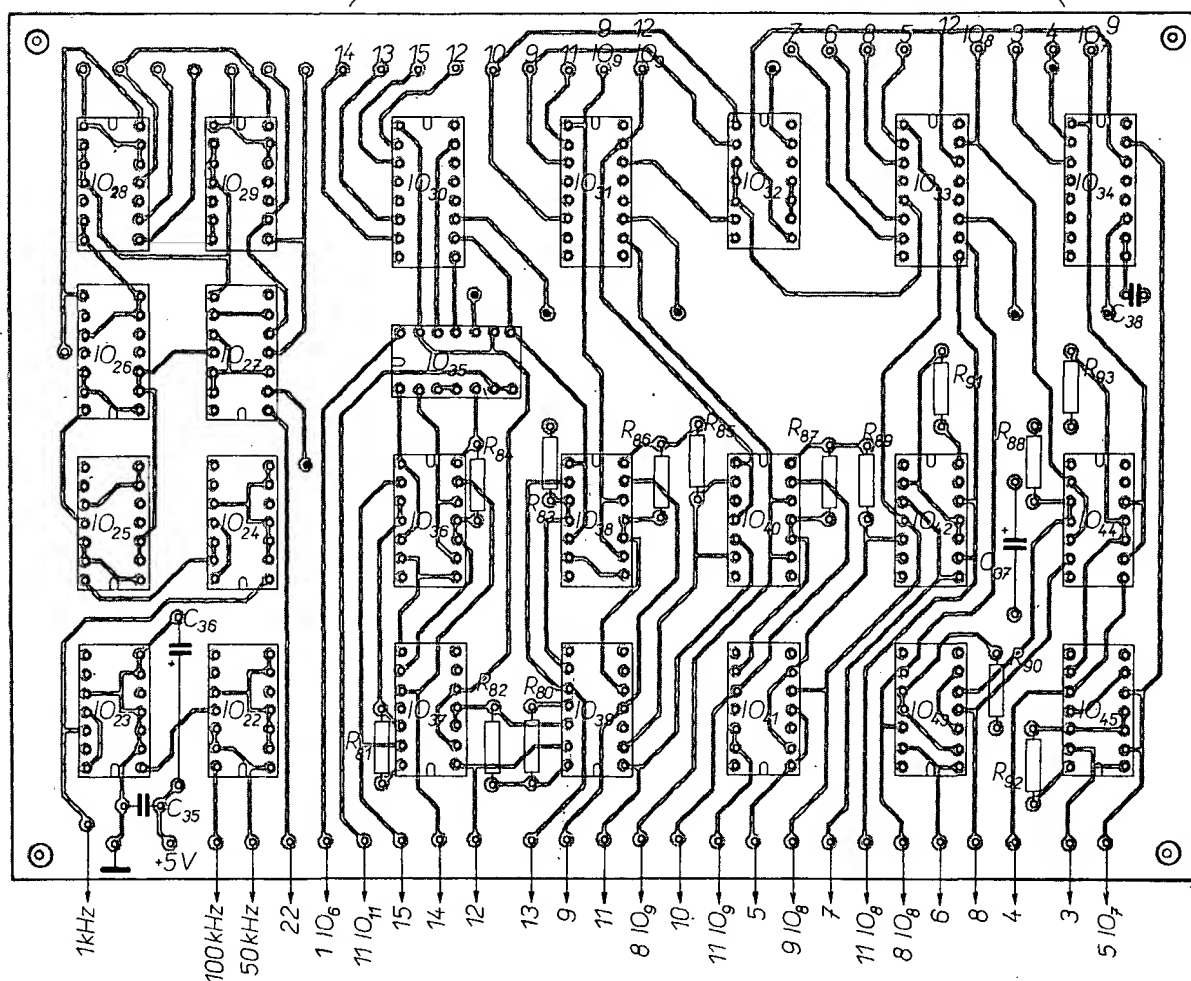 14 13 15 12 10 9 11 9 IO₉ 12 IO₉ 7 6 8 5 12 IO₈ 3 4 IO₇ 9
IO₂₈ IO₂₉ IO₃₀ IO₃₁ IO₃₂ IO₃₃ IO₃₄
C₃₈
IO₂₆ IO₂₇ IO₃₅ R₉₁ R₉₃
R₈₄ R₈₆ R₈₅ R₈₇ R₈₉ R₈₈
IO₂₅ IO₂₄ IO₃₆ R₈₃ IO₃₈ IO₄₀ IO₄₂ + C₃₇ IO₄₄
C₃₆ +
IO₂₃ IO₂₂ R₈₁ IO₃₇ R₈₂ R₈₀ IO₃₉ IO₄₁ IO₄₃ R₉₀ R₉₂ IO₄₅
C₃₅
+5V
1kHz
100kHz
50kHz
22
1 IO₆
11 IO₁₁
15
14
12
13
9
11
8 IO₉
10
11 IO₉
5
9 IO₈
7
11 IO₈
8 IO₈
6
8
4
3
5 IO₇